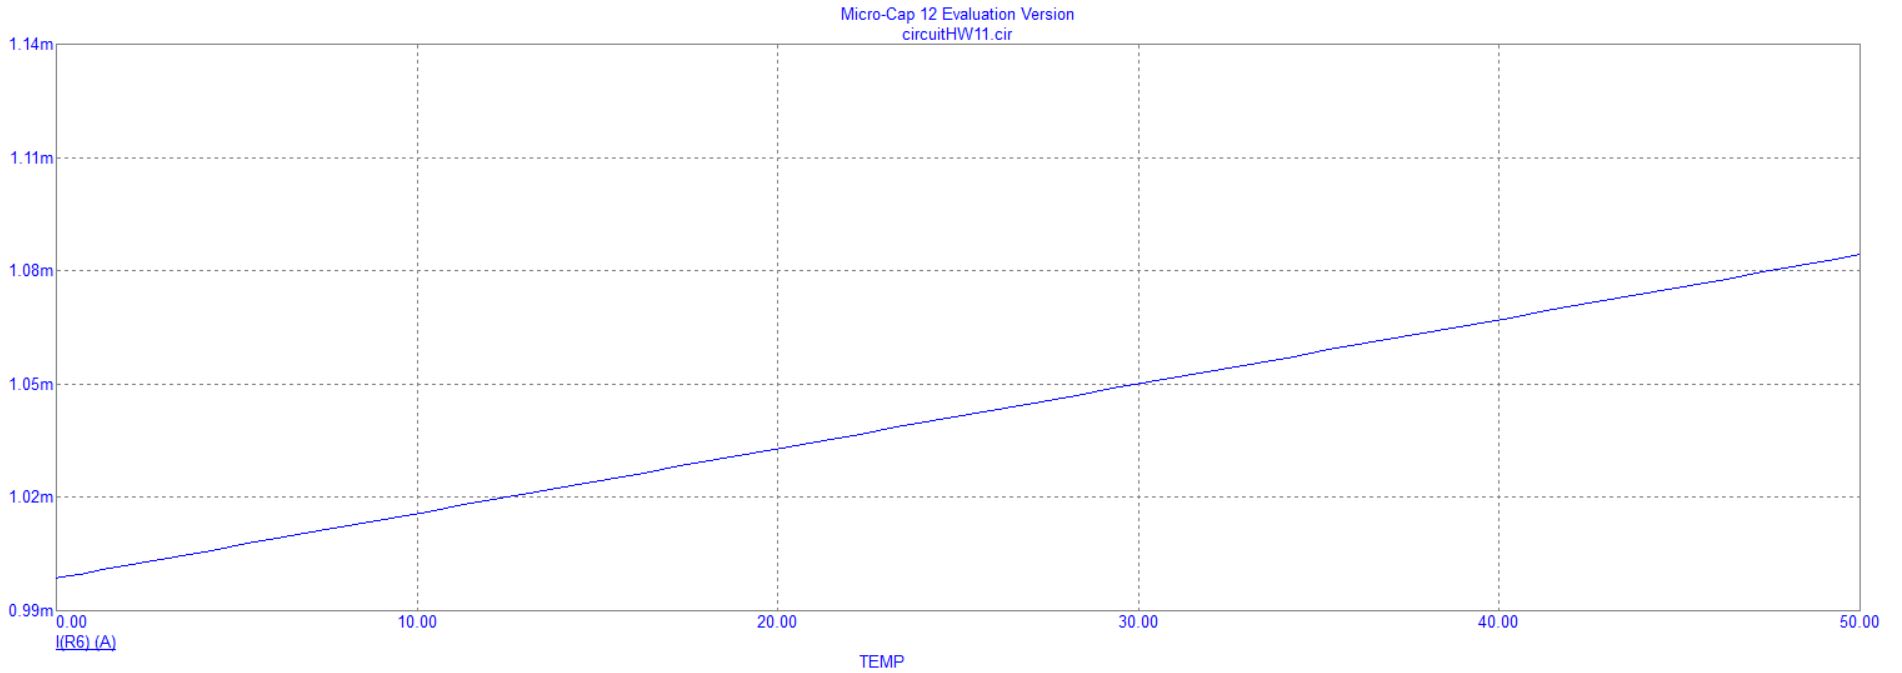 Micro-Cap 12 Evaluation Version
circuitHW11.cir
1.14m
1.11m
1.08m
1.05m
1.02m
0.99m
0.00 10.00 20.00 30.00 40.00 50.00
I(R6) (A)
TEMP